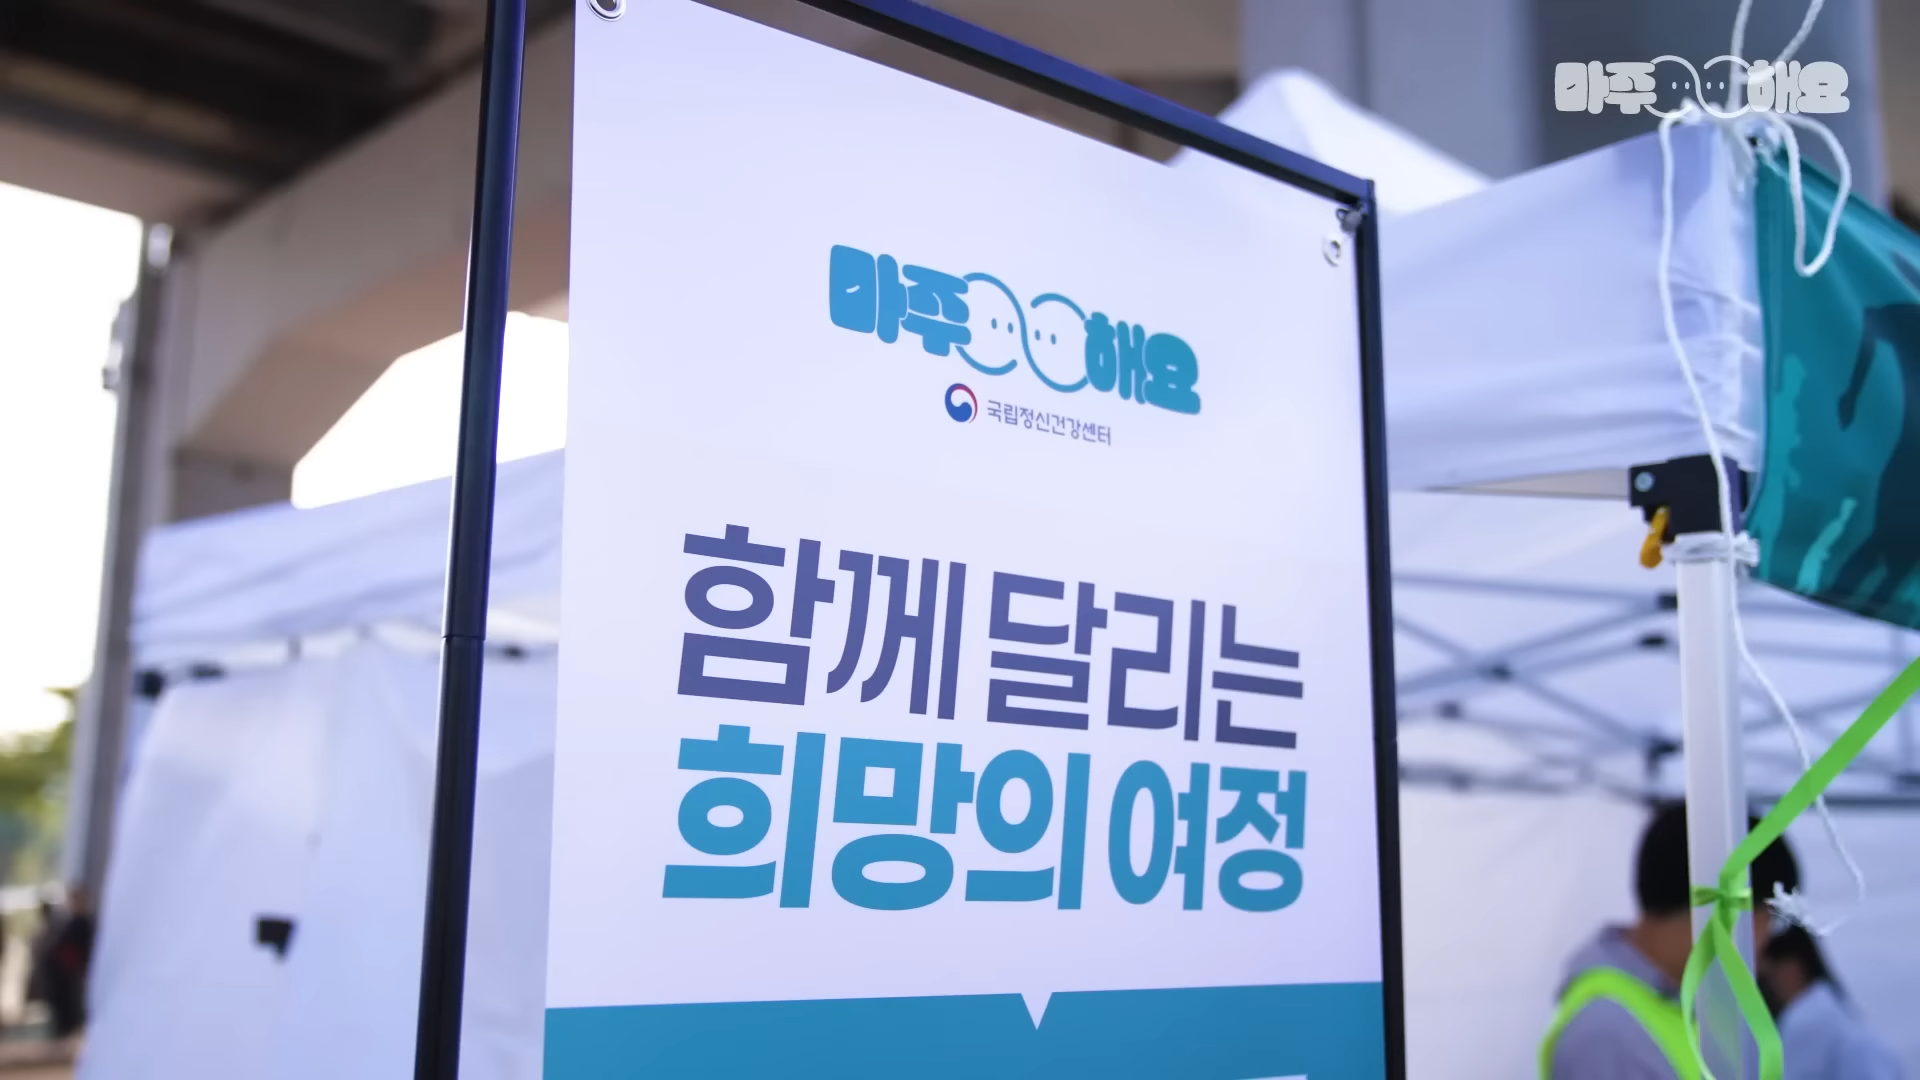 마주해요
마주해요
국립정신건강센터
함께 달리는
희망의 여정